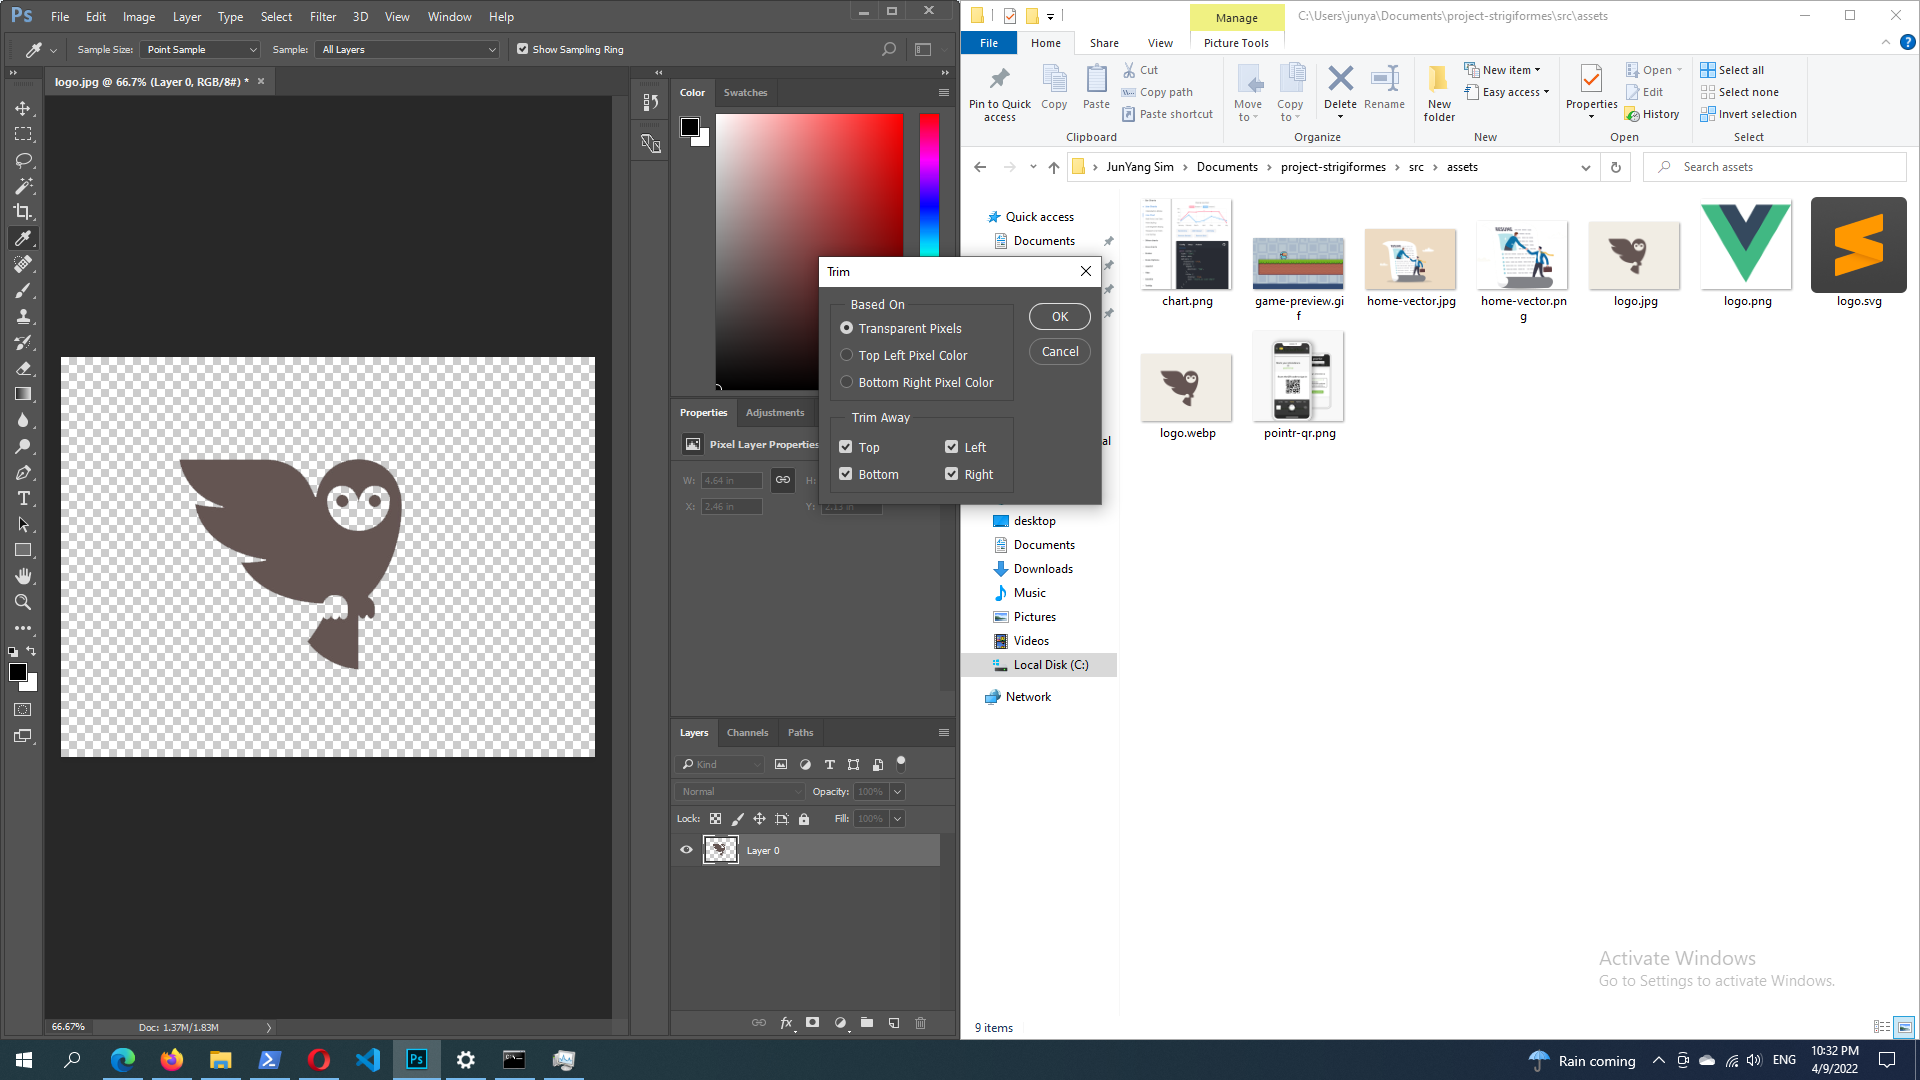 Ps File Edit Image Layer Type Select Filter 3D View Window Help
Sample Size: Point Sample Sample: All Layers Show Sampling Ring
logo.jpg @ 66.7% (Layer 0, RGB/8#) *
Color Swatches
Properties Adjustments
Pixel Layer Properties
W: 4.64 in H:
X: 2.46 in Y: 2.13 in
Layers Channels Paths
Kind
Normal Opacity: 100%
Lock: Fill: 100%
Layer 0
fx
66.67% Doc: 1.37M/1.83M
Trim
Based On
Transparent Pixels
Top Left Pixel Color
Bottom Right Pixel Color
OK
Cancel
Trim Away
Top Left
Bottom Right
Manage
C:\Users\junya\Documents\project-strigiformes\src\assets
File Home Share View Picture Tools
Pin to Quick access
Copy
Paste
Cut
Copy path
Paste shortcut
Clipboard
Move to
Copy to
Delete
Rename
Organize
New folder
New item
Easy access
New
Properties
Open
Edit
History
Open
Select all
Select none
Invert selection
Select
JunYang Sim Documents project-strigiformes src assets
Search assets
Quick access
Documents
al
desktop
Documents
Downloads
Music
Pictures
Videos
Local Disk (C:)
Network
chart.png
game-preview.gi
f
home-vector.jpg
home-vector.pn
g
logo.jpg
logo.png
logo.svg
logo.webp
pointr-qr.png
RESUME
RESUME
Activate Windows
Go to Settings to activate Windows.
9 items
Ps
Rain coming
ENG
10:32 PM
4/9/2022